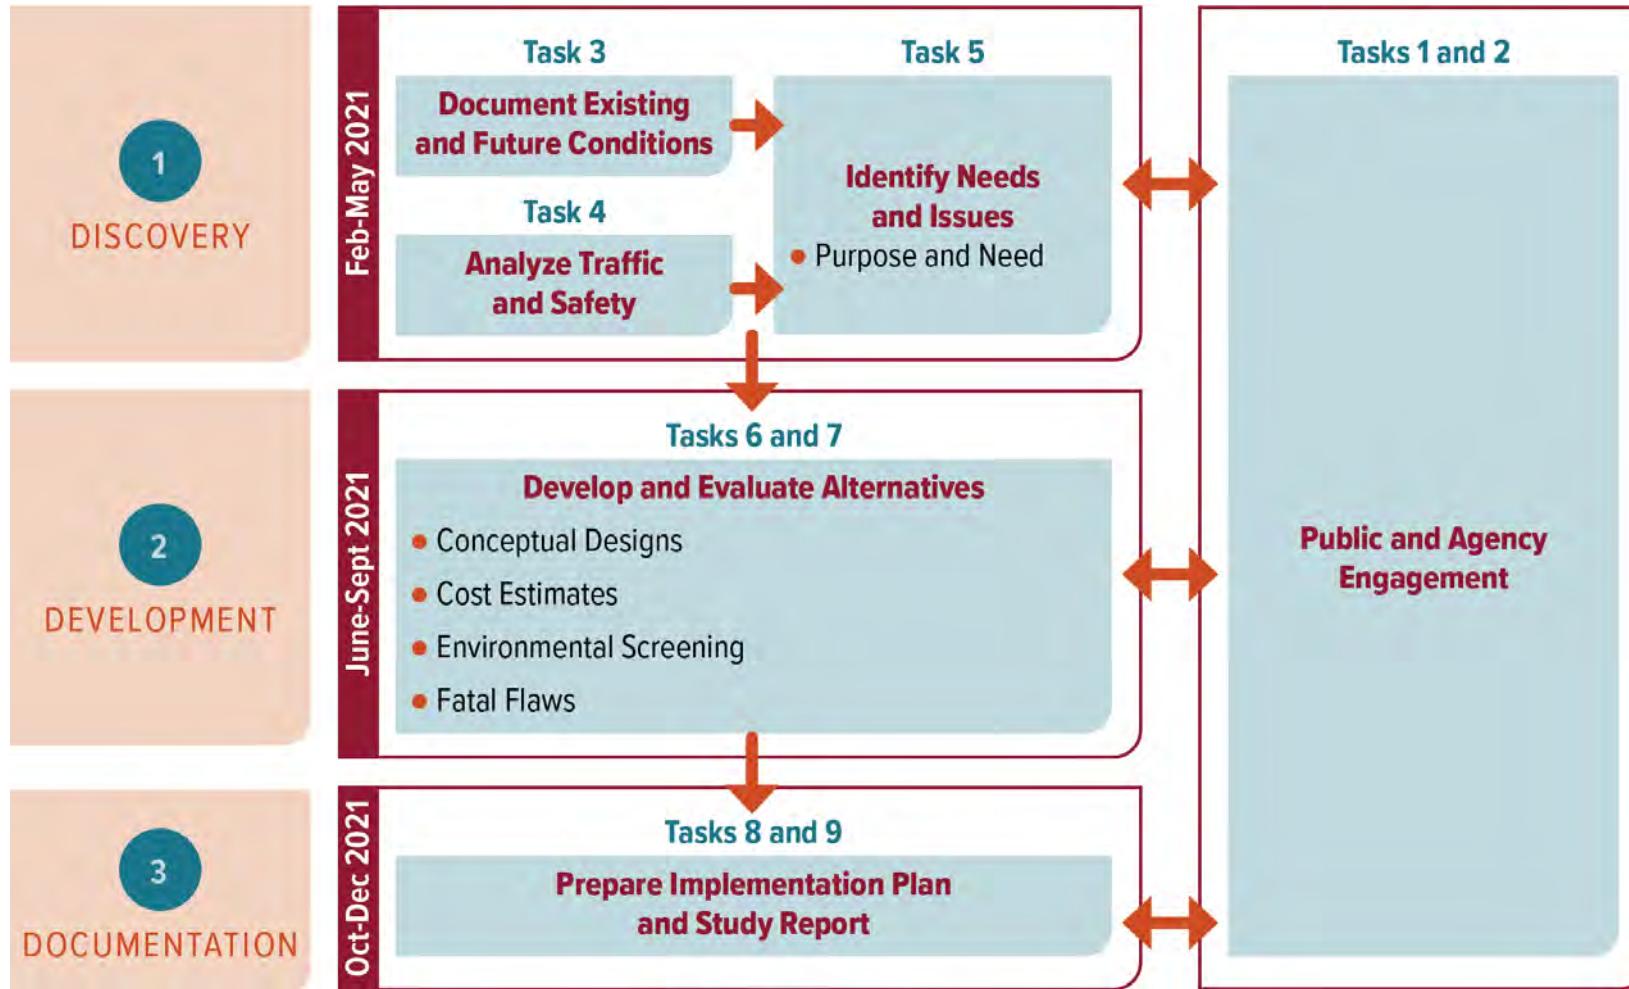 1
DISCOVERY
Feb-May 2021
Task 3
Document Existing
and Future Conditions
Task 4
Analyze Traffic
and Safety
Task 5
Identify Needs
and Issues
• Purpose and Need
Tasks 1 and 2
Public and Agency
Engagement
2
DEVELOPMENT
June-Sept 2021
Tasks 6 and 7
Develop and Evaluate Alternatives
• Conceptual Designs
• Cost Estimates
• Environmental Screening
• Fatal Flaws
3
DOCUMENTATION
Oct-Dec 2021
Tasks 8 and 9
Prepare Implementation Plan
and Study Report